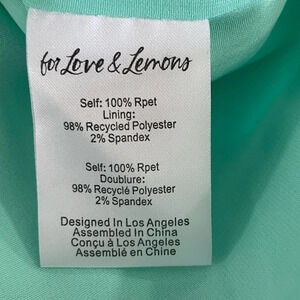 for Love & Lemons
Self: 100% Rpet
Lining:
98% Recycled Polyester
2% Spandex
Self: 100% Rpet
Doublure:
98% Recyclé Polyester
2% Spandex
Designed In Los Angeles
Assembled In China
Conçu à Los Angeles
Assemblé en Chine